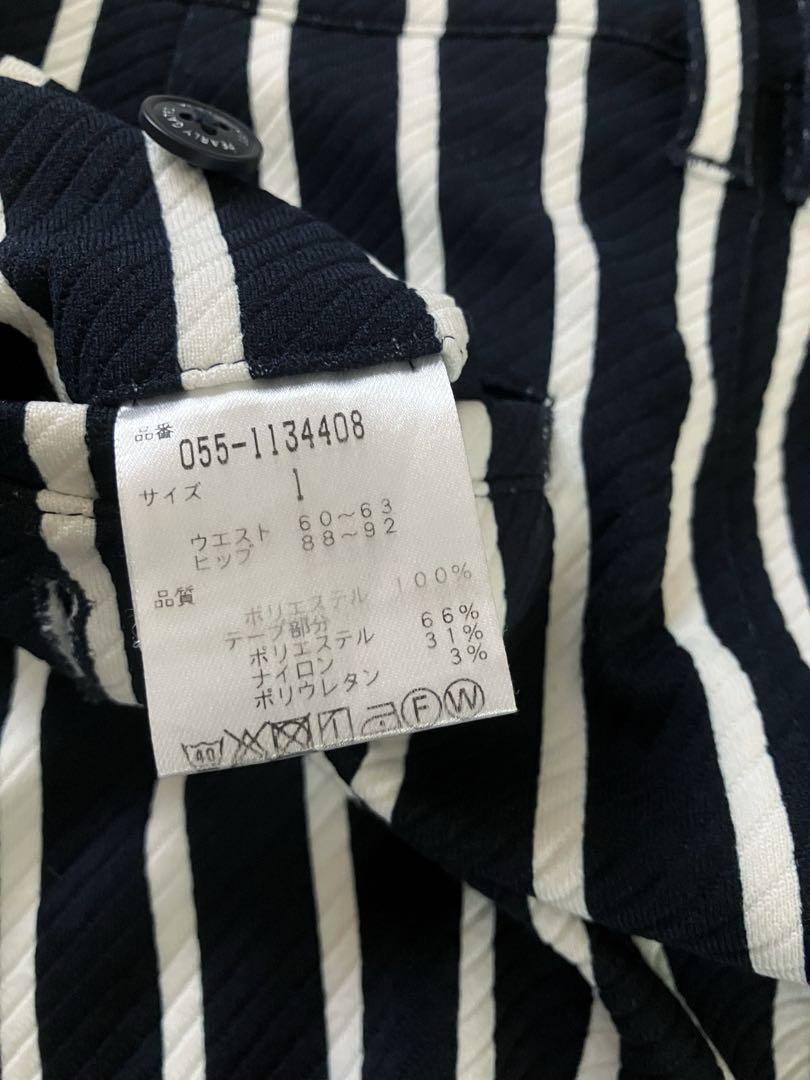 PEARLY GATES
品番 055-1134408
サイズ 1
ウエスト 60～63
ヒップ 88～92
品質
ポリエステル 100%
テープ部分
ポリエステル 66%
ナイロン 31%
ポリウレタン 3%
40 F W